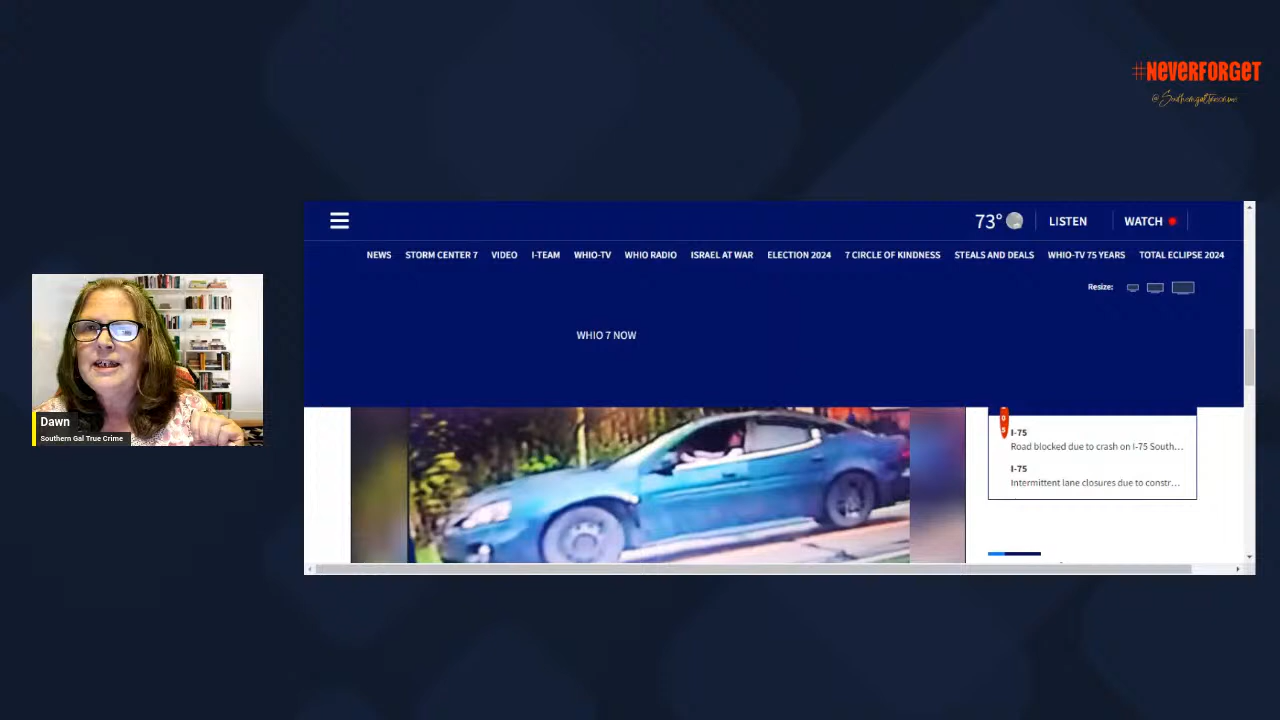 #NEVERFORGET
@Southerngaltruecrime
73°
LISTEN
WATCH
NEWS STORM CENTER 7 VIDEO I-TEAM WHIO-TV WHIO RADIO ISRAEL AT WAR ELECTION 2024 7 CIRCLE OF KINDNESS STEALS AND DEALS WHIO-TV 75 YEARS TOTAL ECLIPSE 2024
Resize:
WHIO 7 NOW
I-75
Road blocked due to crash on I-75 South...
I-75
Intermittent lane closures due to constr...
Dawn
Southern Gal True Crime